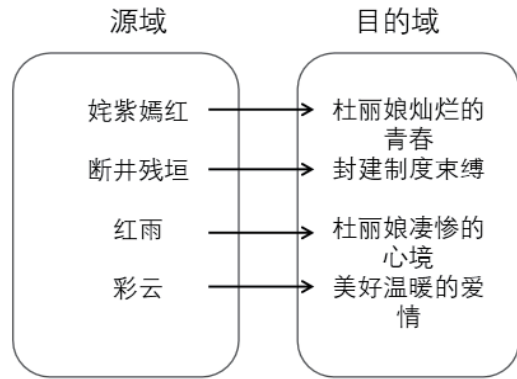 源域 目的域
姹紫嫣红 杜丽娘灿烂的
青春
断井残垣 封建制度束缚
红雨 杜丽娘凄惨的
心境
彩云 美好温暖的爱
情